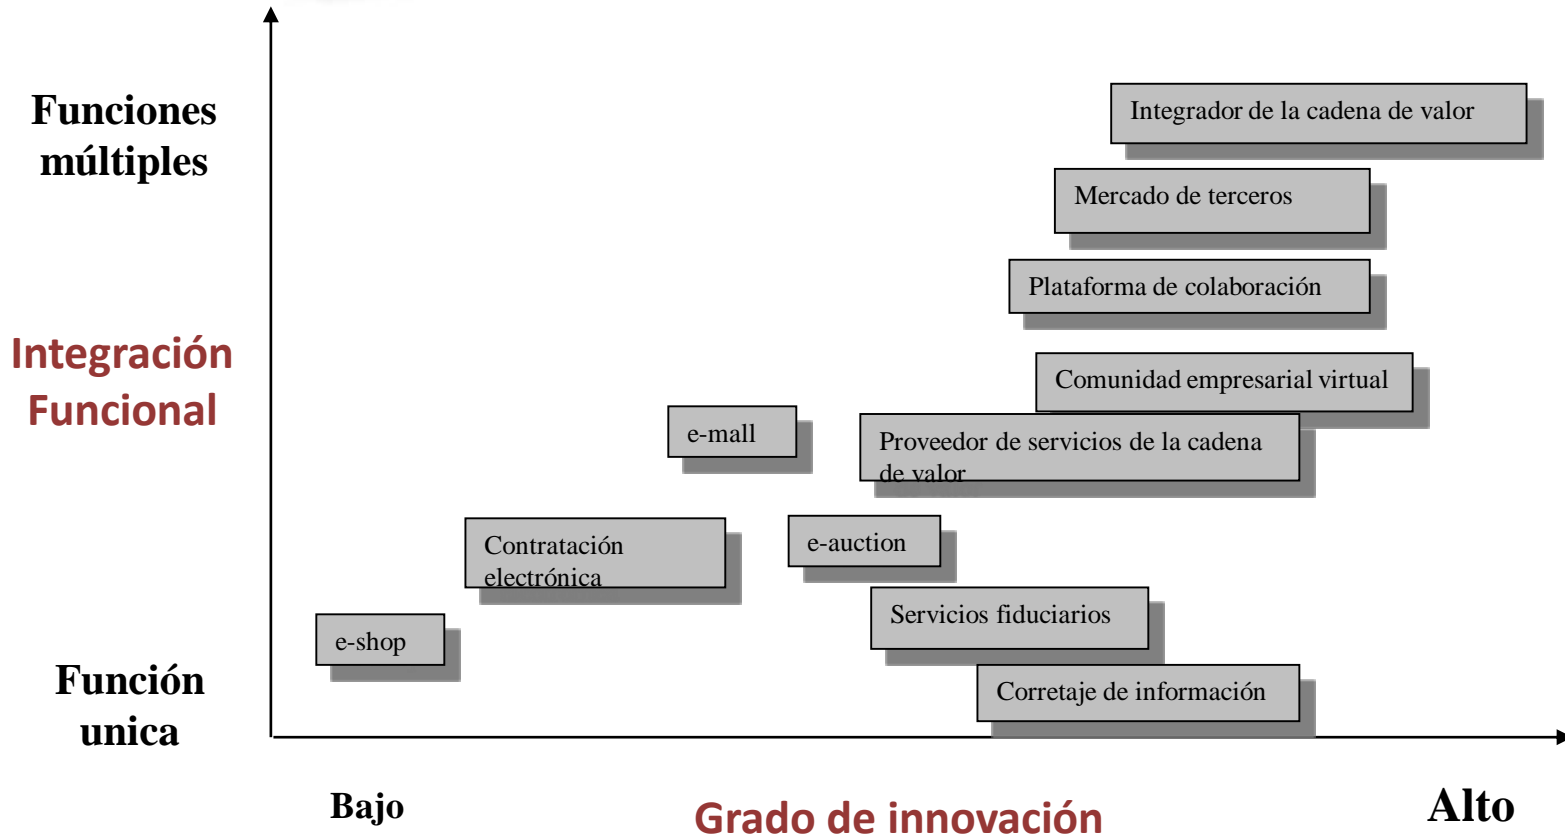 Funciones
múltiples
Integrador de la cadena de valor
Mercado de terceros
Plataforma de colaboración
Integración
Funcional
Comunidad empresarial virtual
e-mall
Proveedor de servicios de la cadena
de valor
Contratación
electrónica
e-auction
Servicios fiduciarios
e-shop
Función
unica
Corretaje de información
Bajo
Grado de innovación
Alto